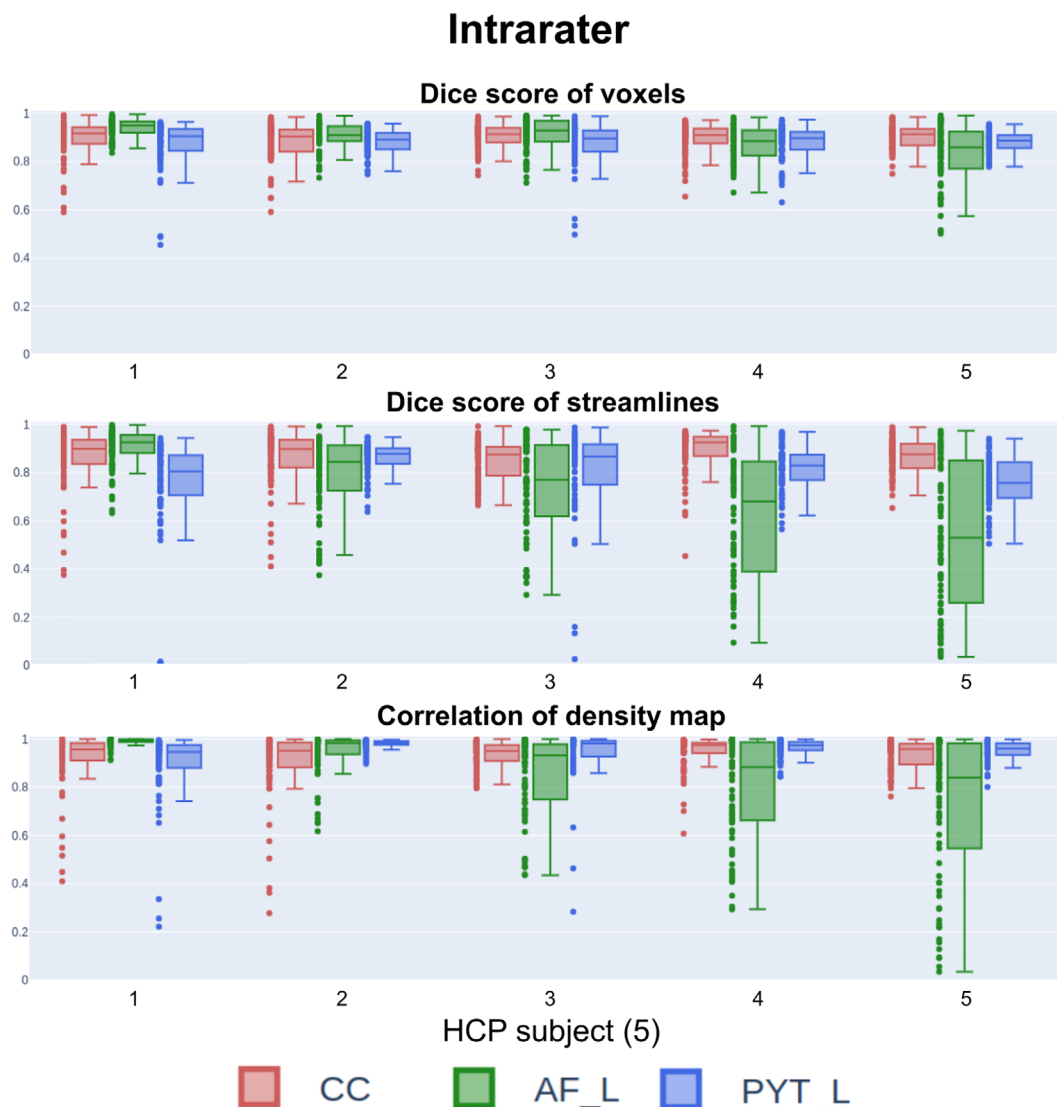 Intrarater
Dice score of voxels
1
0.8
0.6
0.4
0.2
0
1 2 3 4 5
Dice score of streamlines
1
0.8
0.6
0.4
0.2
0
1 2 3 4 5
Correlation of density map
1
0.8
0.6
0.4
0.2
0
1 2 3 4 5
HCP subject (5)
CC AF_L PYT_L